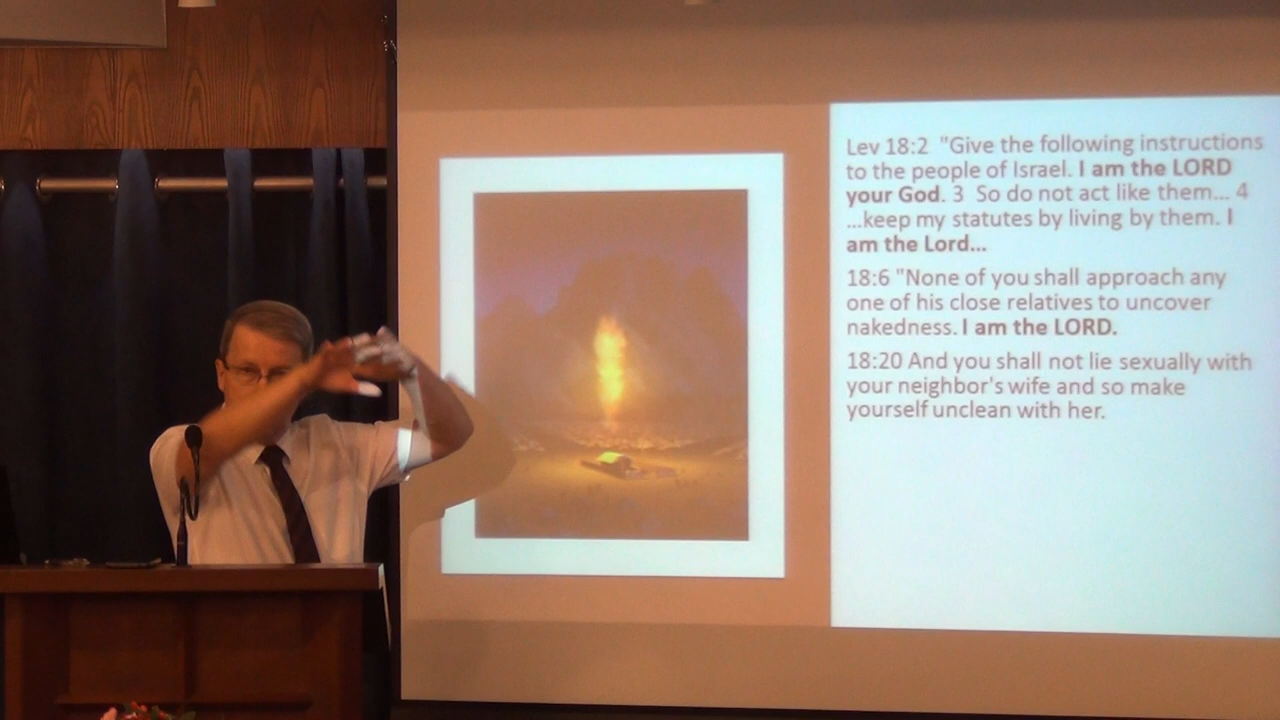 Lev 18:2 "Give the following instructions
to the people of Israel. I am the LORD
your God. 3 So do not act like them... 4
...keep my statutes by living by them. I
am the Lord...
18:6 "None of you shall approach any
one of his close relatives to uncover
nakedness. I am the LORD.
18:20 And you shall not lie sexually with
your neighbor's wife and so make
yourself unclean with her.